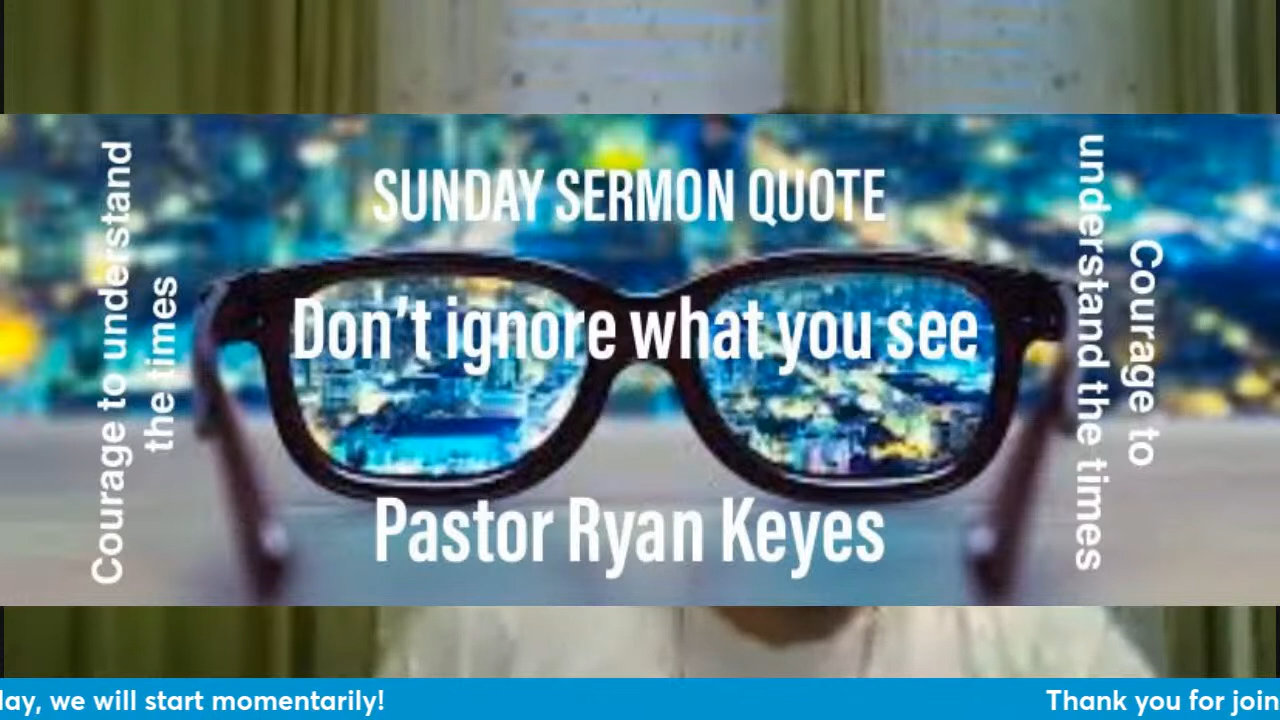 SUNDAY SERMON QUOTE
Don't ignore what you see
Pastor Ryan Keyes
Courage to understand
the times
Courage to
understand the times
we will start momentarily!
Thank you for join